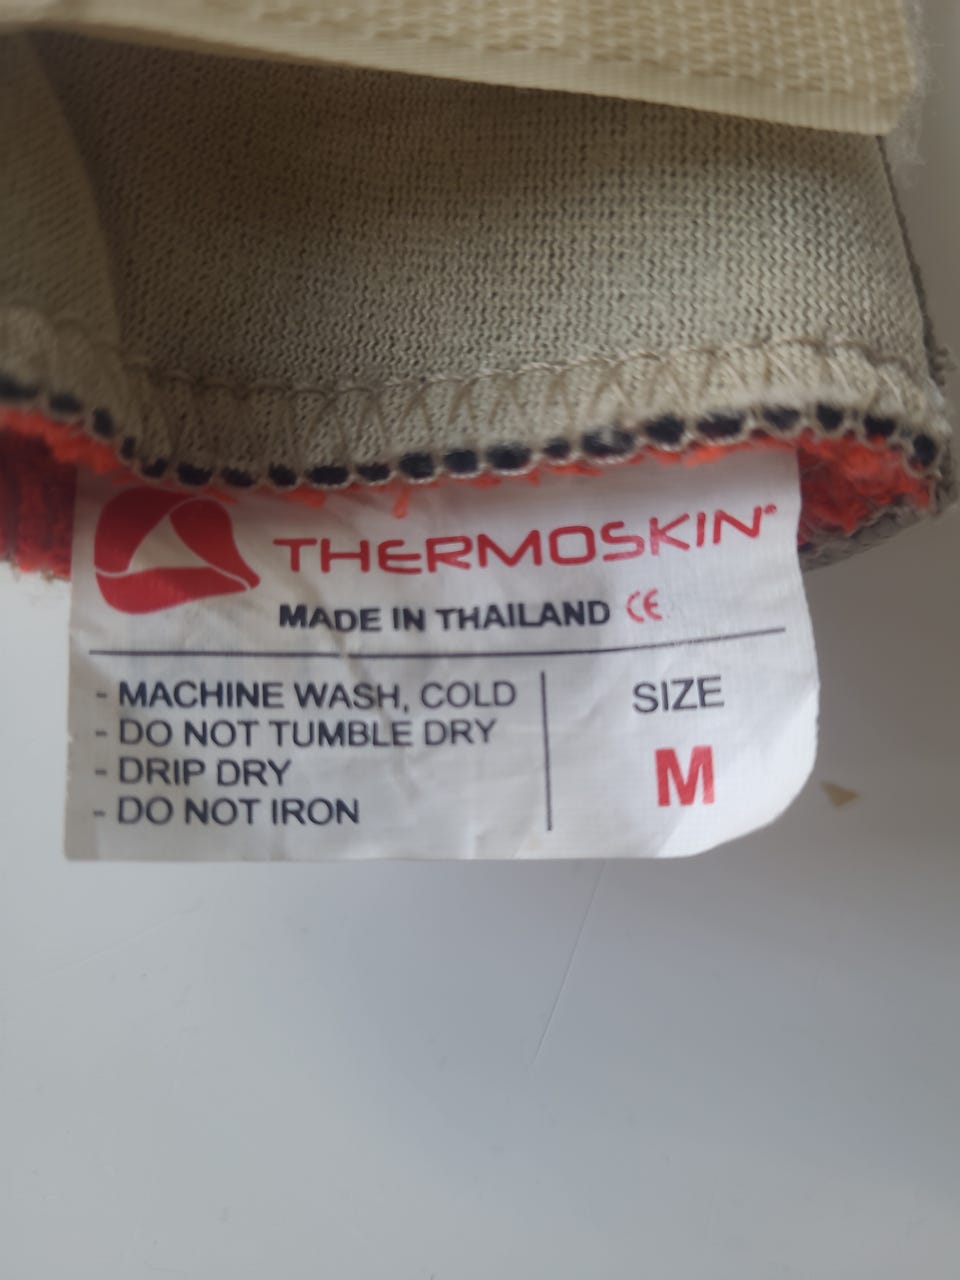 THERMOSKIN®
MADE IN THAILAND CE
- MACHINE WASH, COLD
- DO NOT TUMBLE DRY
- DRIP DRY
- DO NOT IRON
SIZE
M